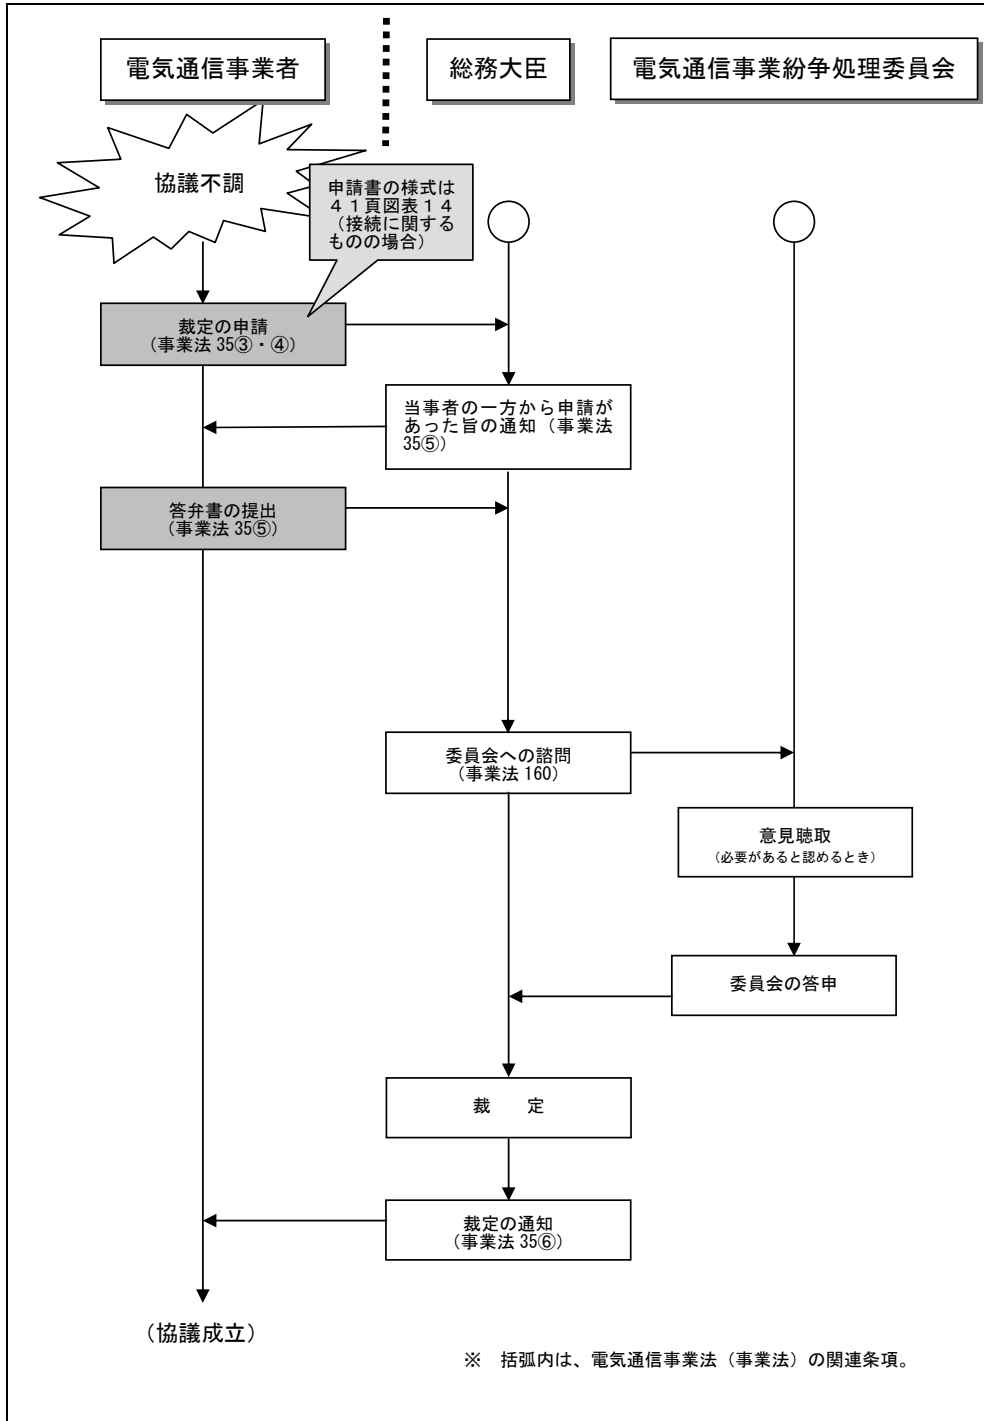 電気通信事業者
総務大臣
電気通信事業紛争処理委員会
協議不調
申請書の様式は
41頁図表14
(接続に関する
ものの場合)
裁定の申請
(事業法 35③・④)
当事者の一方から申請が
あった旨の通知(事業法
35⑤)
答弁書の提出
(事業法 35⑤)
委員会への諮問
(事業法 160)
意見聴取
(必要があると認めるとき)
委員会の答申
裁 定
裁定の通知
(事業法 35⑥)
(協議成立)
※ 括弧内は、電気通信事業法(事業法)の関連条項。